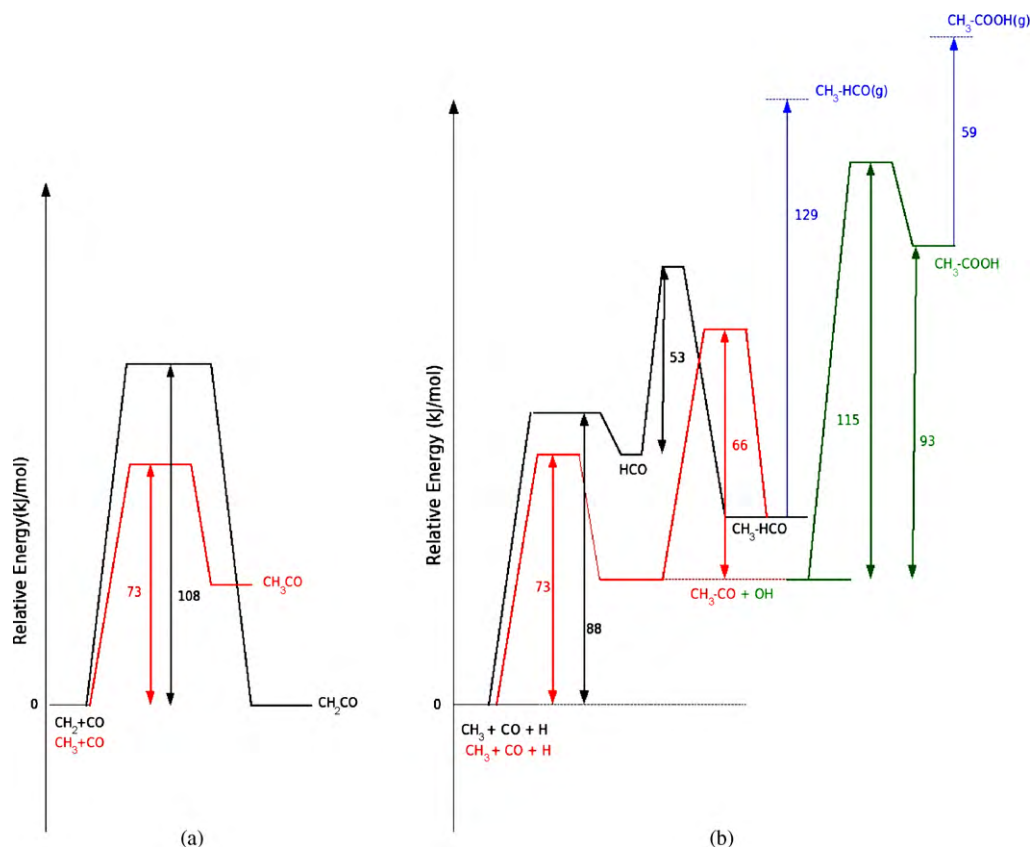 Relative Energy(kJ/mol)
0
73
108
CH₃CO
CH₂CO
CH₂+CO
CH₃+CO
(a)
Relative Energy (kJ/mol)
0
CH₃-COOH(g)
CH₃-HCO(g)
59
129
CH₃-COOH
53
115
66
93
HCO
CH₃-HCO
CH₃-CO + OH
73
88
CH₃ + CO + H
CH₃ + CO + H
(b)